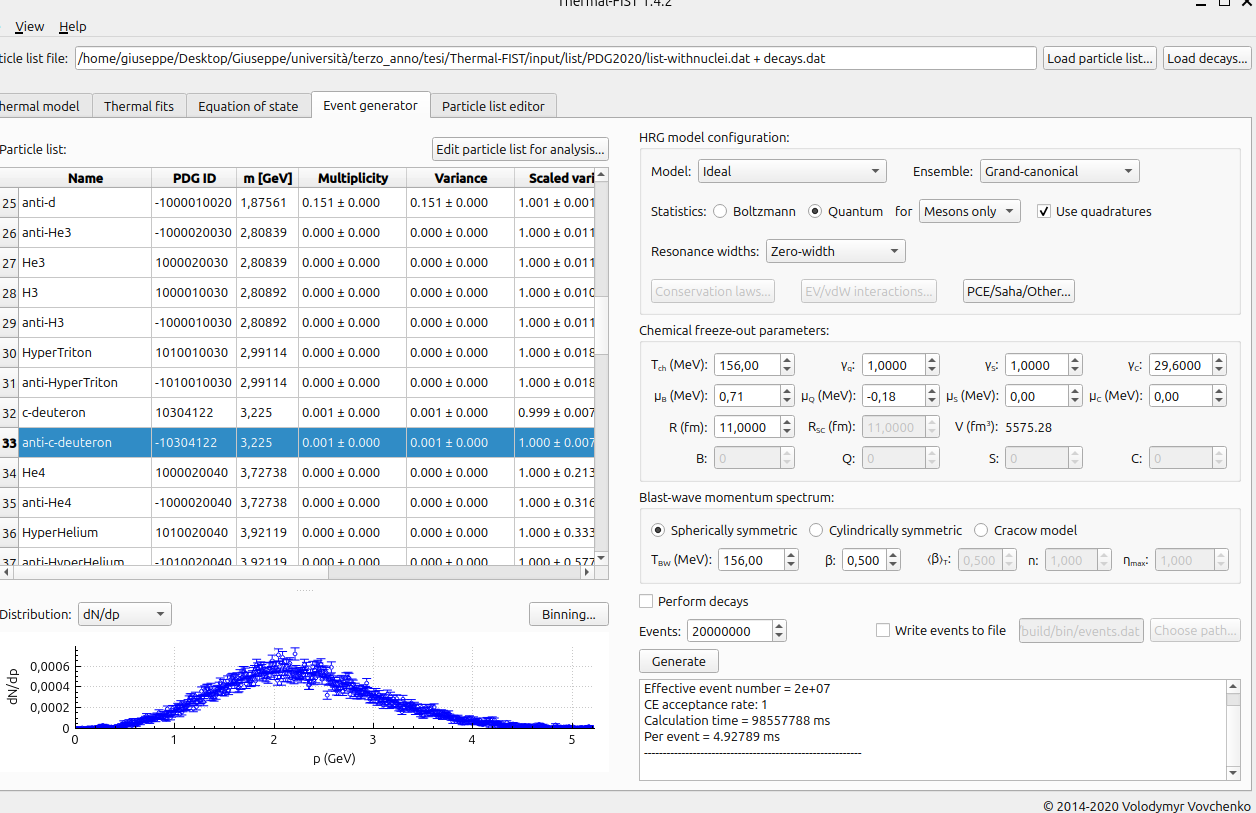 Thermal-FIST 1.4.2
View Help
ticle list file: /home/giuseppe/Desktop/Giuseppe/università/terzo_anno/tesi/Thermal-FIST/input/list/PDG2020/list-withnuclei.dat + decays.dat Load particle list... Load decays...
hermal model Thermal fits Equation of state Event generator Particle list editor
Particle list: Edit particle list for analysis...
Name PDG ID m [GeV] Multiplicity Variance Scaled vari
25 anti-d -1000010020 1,87561 0.151 ± 0.000 0.151 ± 0.000 1.001 ± 0.001
26 anti-He3 -1000020030 2,80839 0.000 ± 0.000 0.000 ± 0.000 1.000 ± 0.011
27 He3 1000020030 2,80839 0.000 ± 0.000 0.000 ± 0.000 1.000 ± 0.011
28 H3 1000010030 2,80892 0.000 ± 0.000 0.000 ± 0.000 1.000 ± 0.010
29 anti-H3 -1000010030 2,80892 0.000 ± 0.000 0.000 ± 0.000 1.000 ± 0.011
30 HyperTriton 1010010030 2,99114 0.000 ± 0.000 0.000 ± 0.000 1.000 ± 0.018
31 anti-HyperTriton -1010010030 2,99114 0.000 ± 0.000 0.000 ± 0.000 1.000 ± 0.018
32 c-deuteron 10304122 3,225 0.001 ± 0.000 0.001 ± 0.000 0.999 ± 0.007
33 anti-c-deuteron -10304122 3,225 0.001 ± 0.000 0.001 ± 0.000 1.000 ± 0.007
34 He4 1000020040 3,72738 0.000 ± 0.000 0.000 ± 0.000 1.000 ± 0.213
35 anti-He4 -1000020040 3,72738 0.000 ± 0.000 0.000 ± 0.000 1.000 ± 0.316
36 HyperHelium 1010020040 3,92119 0.000 ± 0.000 0.000 ± 0.000 1.000 ± 0.333
37 anti-HyperHelium -1010020040 3,92119 0.000 ± 0.000 0.000 ± 0.000 1.000 ± 0.577
Distribution: dN/dp Binning...
dN/dp
0,0006
0,0004
0,0002
0
0 1 2 3 4 5
p (GeV)
HRG model configuration:
Model: Ideal Ensemble: Grand-canonical
Statistics: Boltzmann Quantum for Mesons only Use quadratures
Resonance widths: Zero-width
Conservation laws... EV/vdW interactions... PCE/Saha/Other...
Chemical freeze-out parameters:
Tch (MeV): 156,00 γq: 1,0000 γS: 1,0000 γC: 29,6000
μB (MeV): 0,71 μQ (MeV): -0,18 μS (MeV): 0,00 μC (MeV): 0,00
R (fm): 11,0000 RSC (fm): 11,0000 V (fm³): 5575.28
B: 0 Q: 0 S: 0 C: 0
Blast-wave momentum spectrum:
Spherically symmetric Cylindrically symmetric Cracow model
TBW (MeV): 156,00 β: 0,500 ⟨β⟩T: 0,500 n: 1,000 ηmax: 1,000
Perform decays
Events: 20000000 Write events to file build/bin/events.dat Choose path...
Generate
Effective event number = 2e+07
CE acceptance rate: 1
Calculation time = 98557788 ms
Per event = 4.92789 ms
----------------------------------------------------------
© 2014-2020 Volodymyr Vovchenko